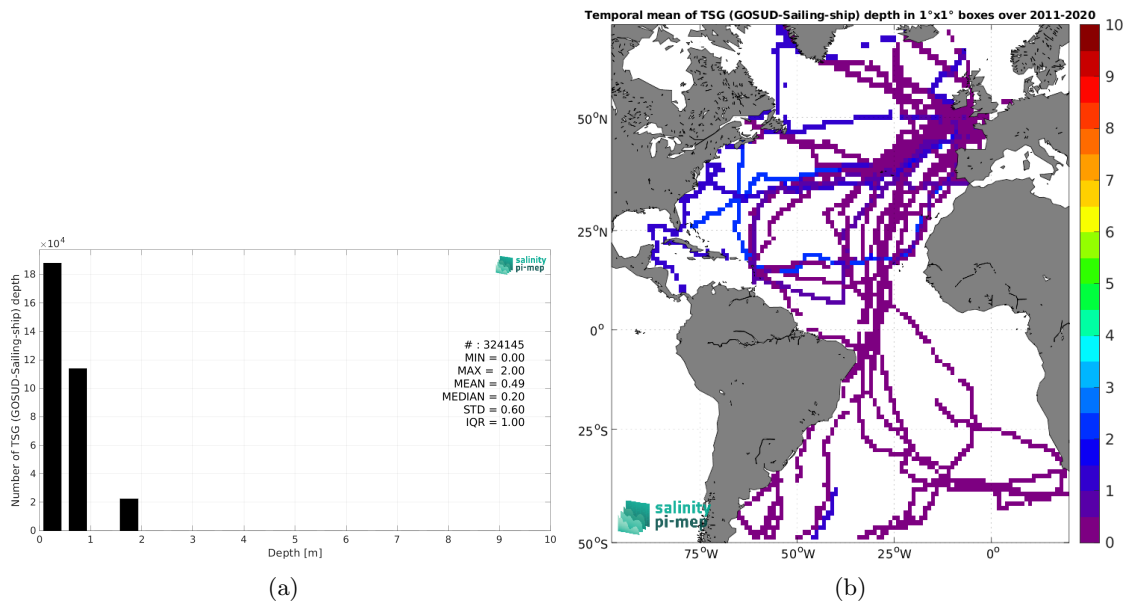 ×10⁴
18
16
14
12
10
8
6
4
2
0
Number of TSG (GOSUD-Sailing-ship) depth
salinity
pi-mep
# : 324145
MIN = 0.00
MAX = 2.00
MEAN = 0.49
MEDIAN = 0.20
STD = 0.60
IQR = 1.00
0 1 2 3 4 5 6 7 8 9 10
Depth [m]
(a)
Temporal mean of TSG (GOSUD-Sailing-ship) depth in 1°x1° boxes over 2011-2020
50°N
25°N
0°
25°S
50°S
75°W 50°W 25°W 0°
salinity
pi-mep
10
9
8
7
6
5
4
3
2
1
0
(b)